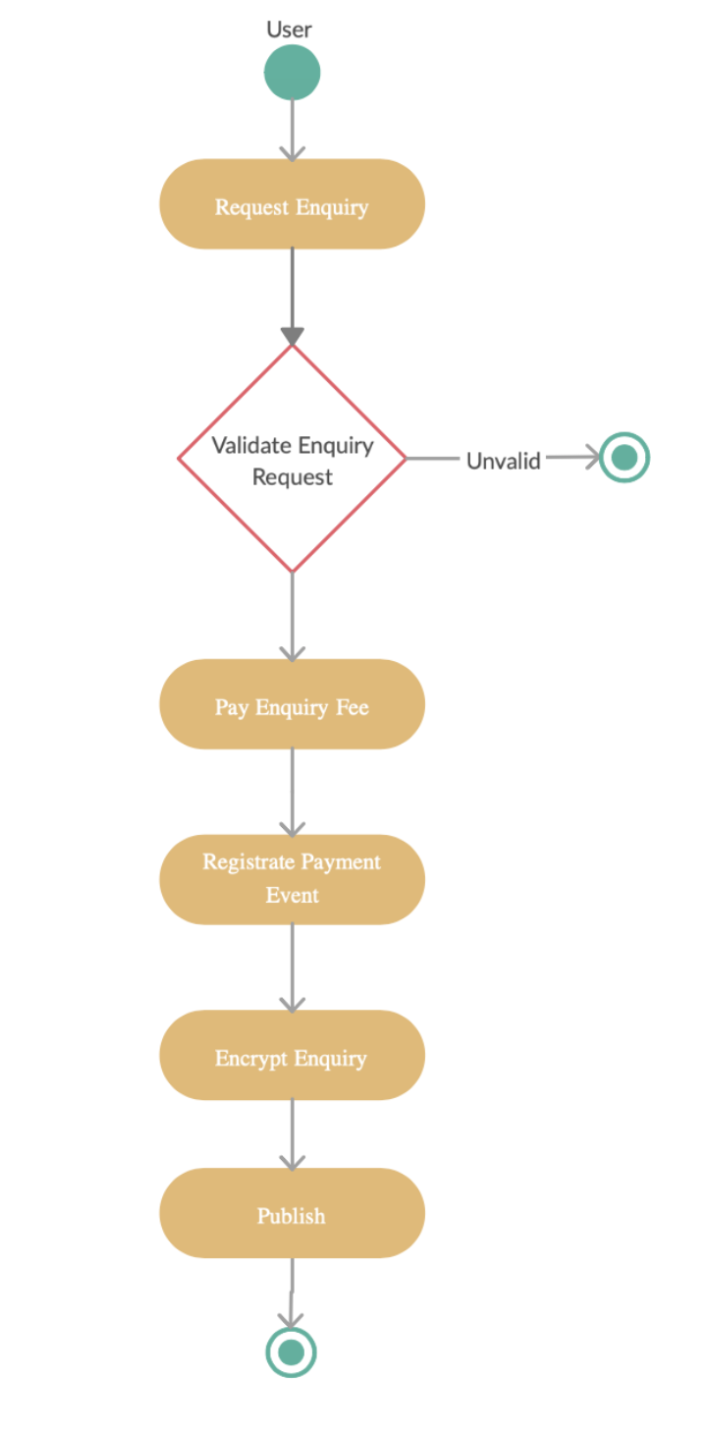 User
Request Enquiry
Validate Enquiry
Request
Unvalid
Pay Enquiry Fee
Registrate Payment
Event
Encrypt Enquiry
Publish